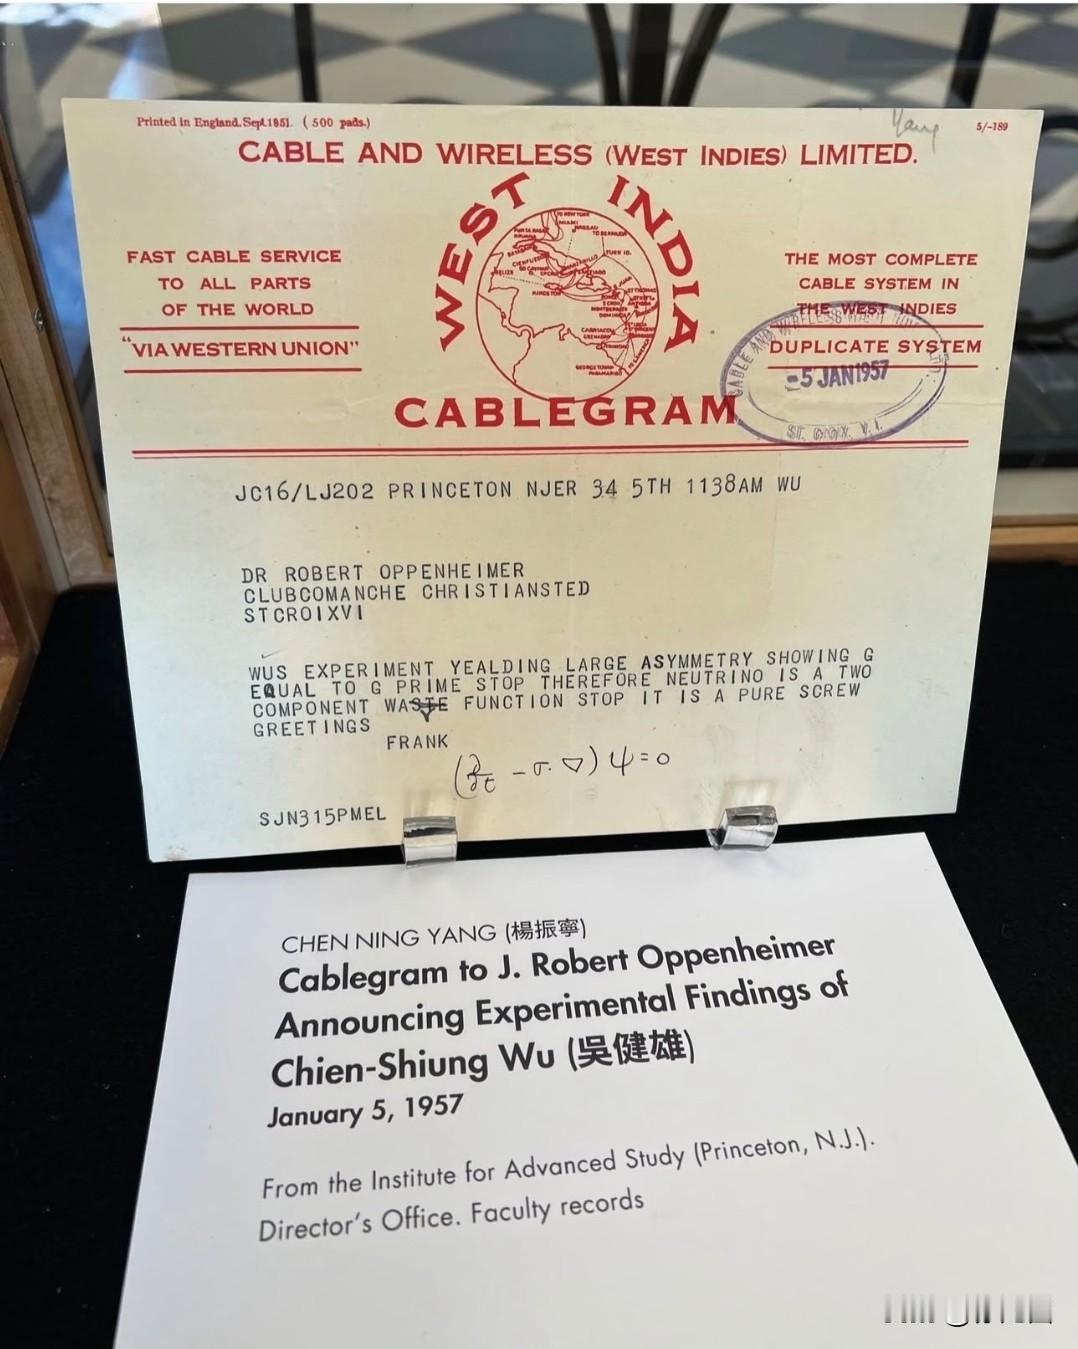 Printed in England. Sept. 1951. ( 500 pads.)
Yang
5/-189
CABLE AND WIRELESS (WEST INDIES) LIMITED.
WEST INDIA
FAST CABLE SERVICE
TO ALL PARTS
OF THE WORLD
"VIA WESTERN UNION"
THE MOST COMPLETE
CABLE SYSTEM IN
THE WEST INDIES
DUPLICATE SYSTEM
-5 JAN 1957
CABLEGRAM
JC16/LJ202 PRINCETON NJER 34 5TH 1138AM WU
DR ROBERT OPPENHEIMER
CLUBCOMANCHE CHRISTIANSTED
STCROIXVI
WUS EXPERIMENT YEALDING LARGE ASYMMETRY SHOWING G
EQUAL TO G PRIME STOP THEREFORE NEUTRINO IS A TWO
COMPONENT WASTE FUNCTION STOP IT IS A PURE SCREW
GREETINGS
FRANK
(∂/∂t - σ·∇) ψ = 0
SJN315PMEL
CHEN NING YANG (楊振寧)
Cablegram to J. Robert Oppenheimer
Announcing Experimental Findings of
Chien-Shiung Wu (吳健雄)
January 5, 1957
From the Institute for Advanced Study (Princeton, N.J.).
Director's Office. Faculty records